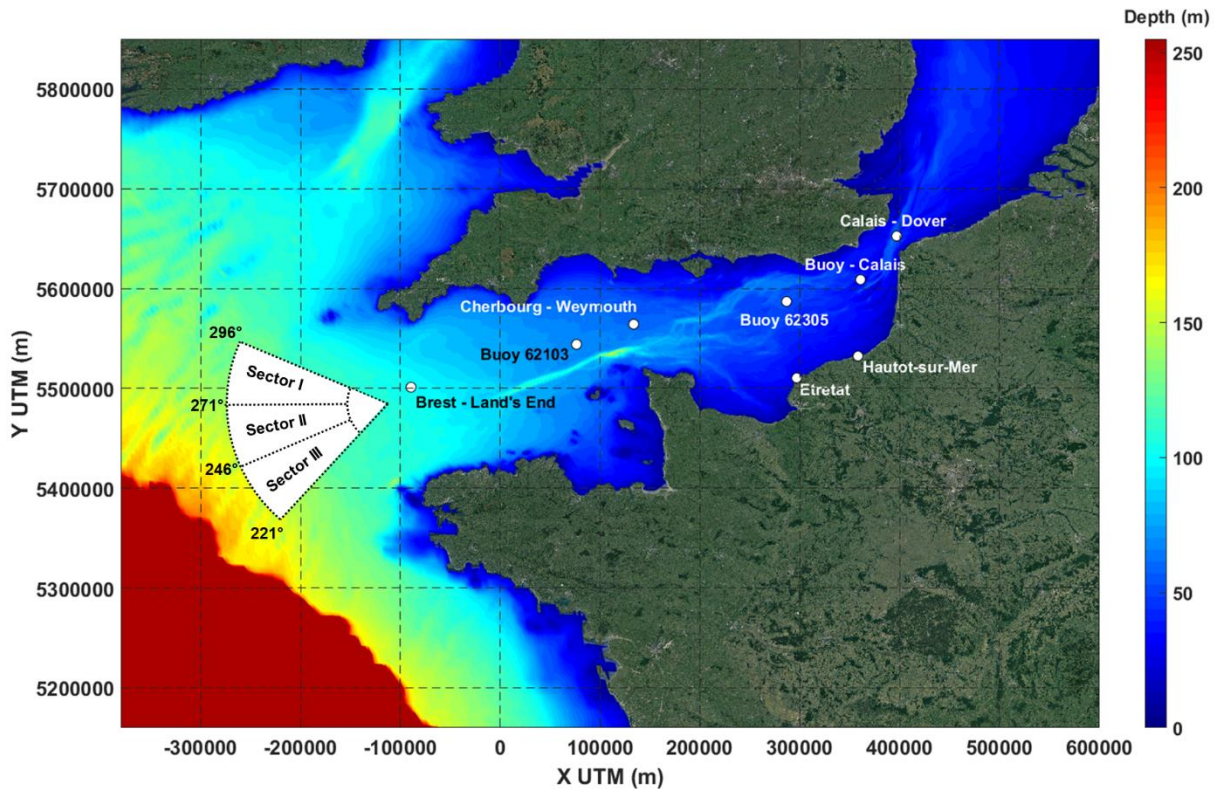 Depth (m)
250
200
150
100
50
0
5800000
5700000
5600000
5500000
5400000
5300000
5200000
Y UTM (m)
Calais - Dover
Buoy - Calais
Cherbourg - Weymouth
Buoy 62305
Buoy 62103
Hautot-sur-Mer
Etretat
Brest - Land's End
296°
Sector I
271°
Sector II
246°
Sector III
221°
-300000
-200000
-100000
0
100000
200000
300000
400000
500000
600000
X UTM (m)